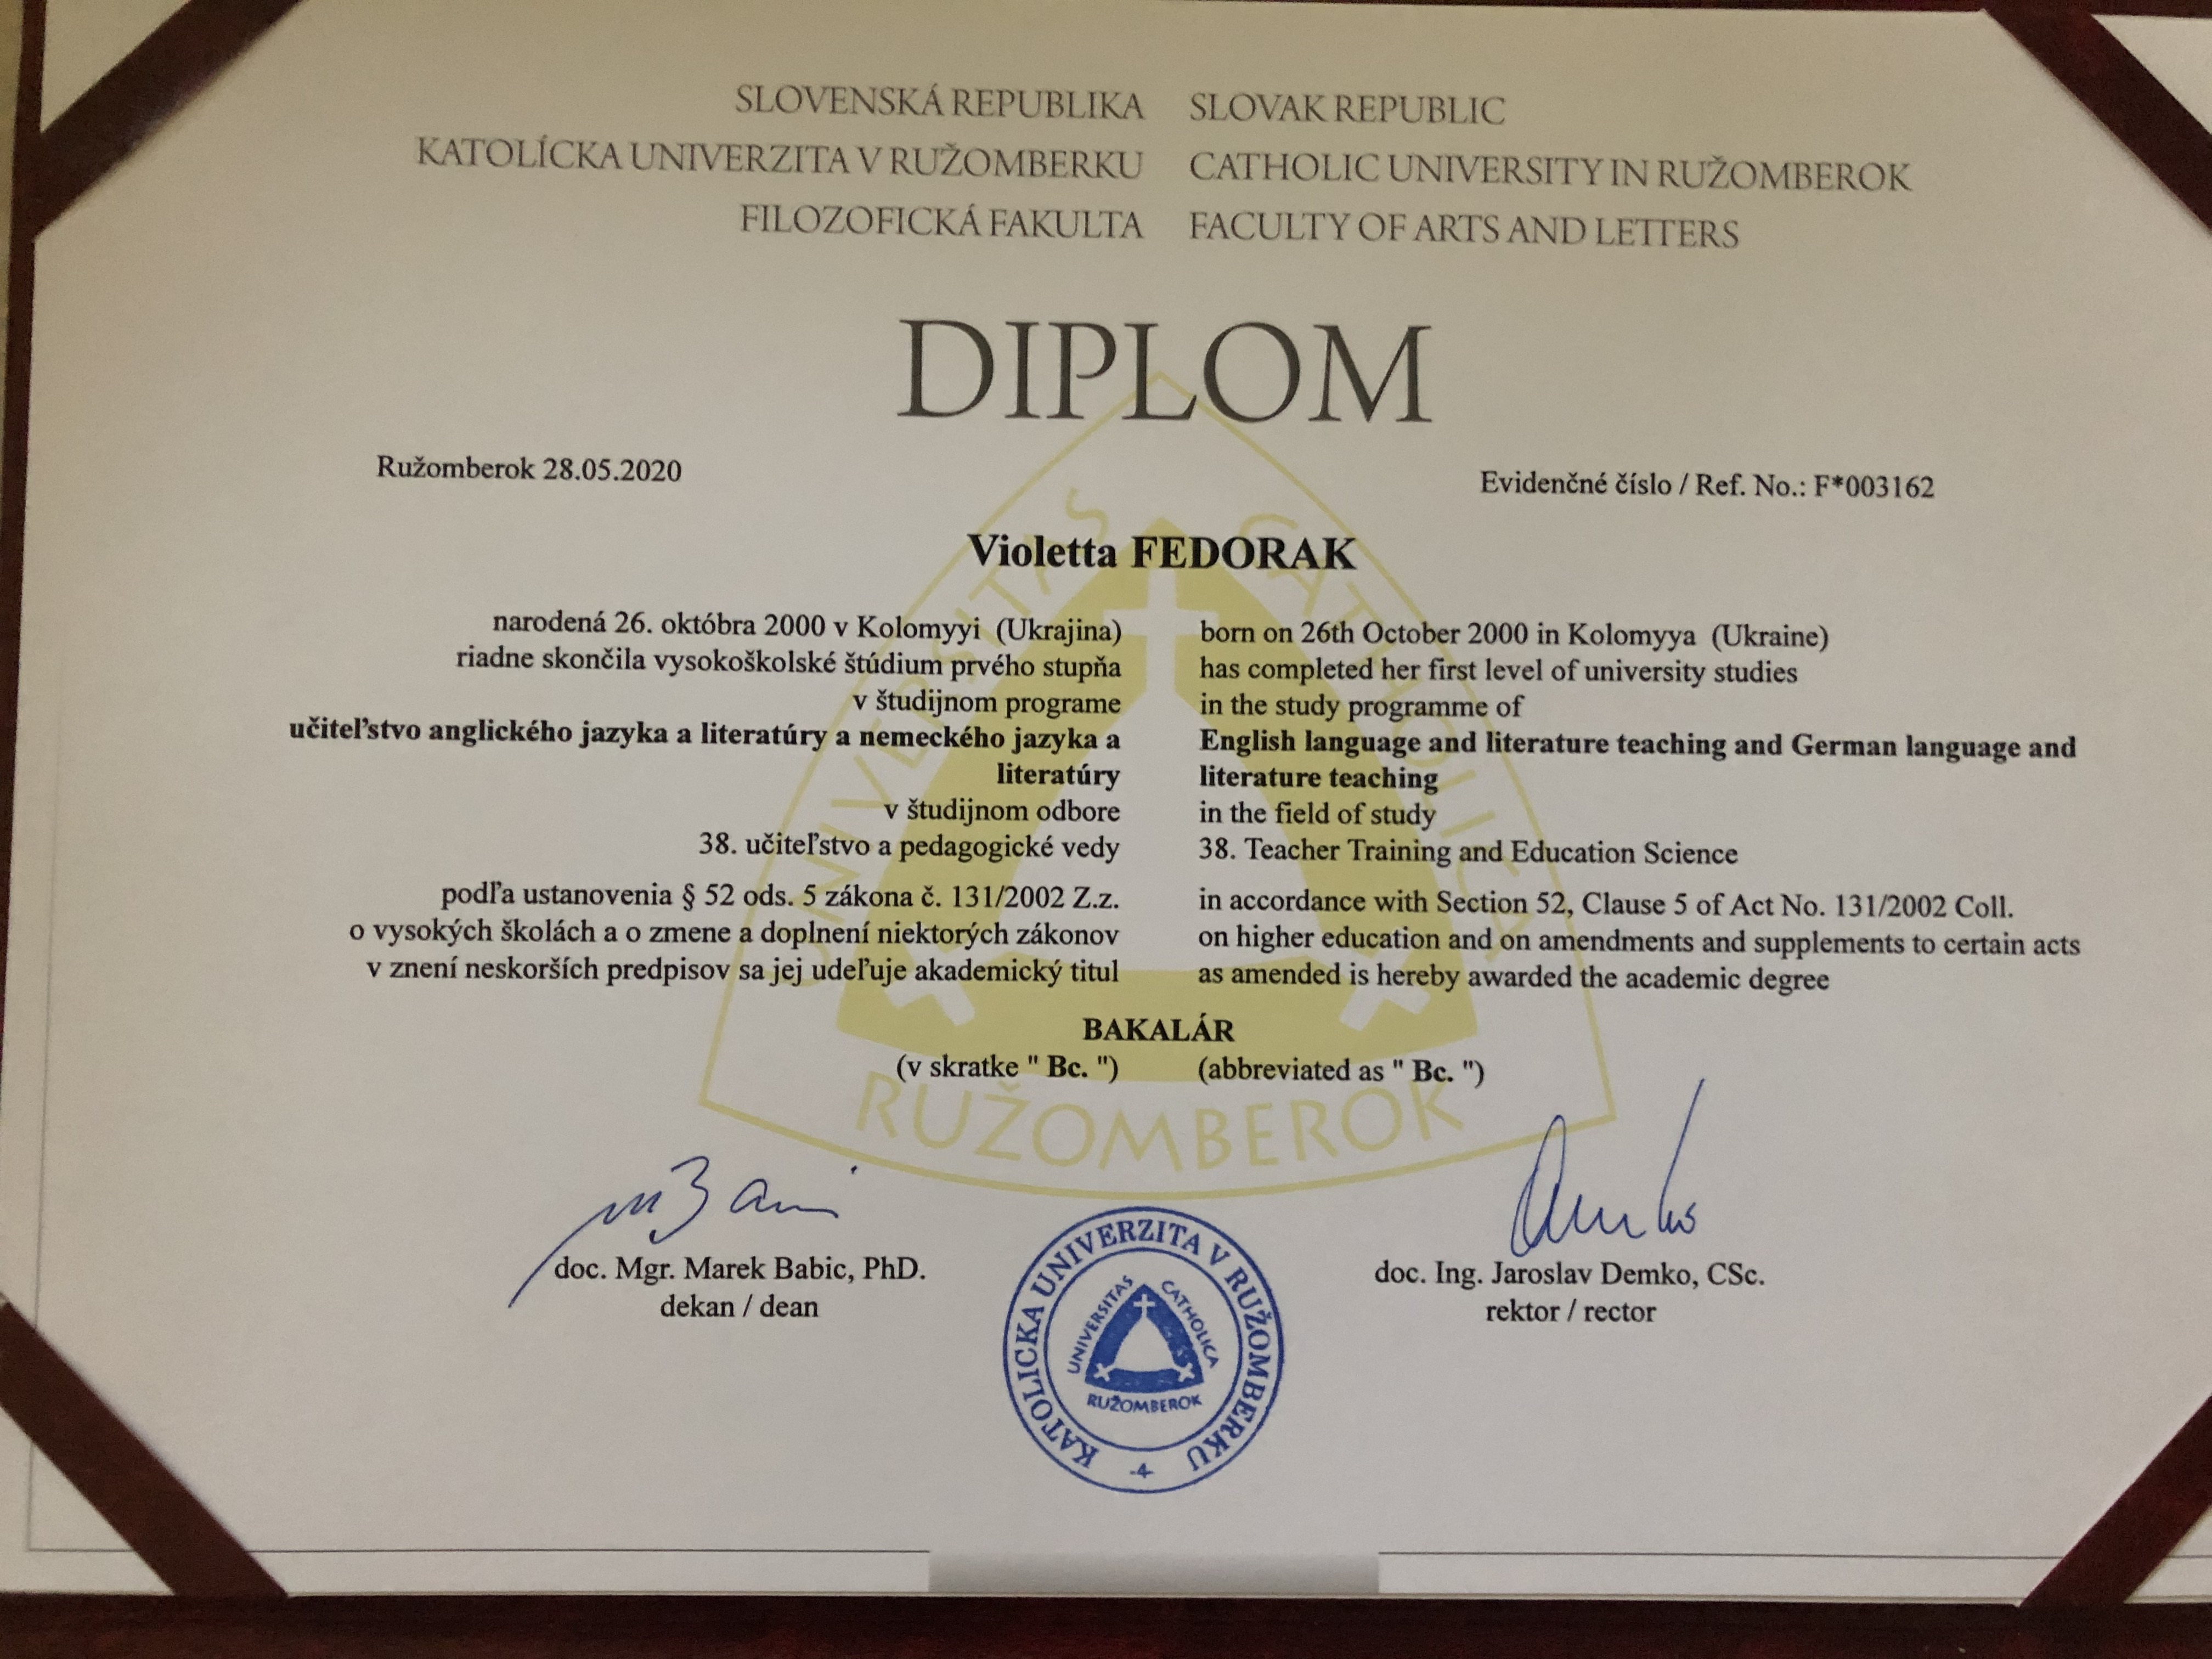 SLOVENSKÁ REPUBLIKA
KATOLÍCKA UNIVERZITA V RUŽOMBERKU
FILOZOFICKÁ FAKULTA
SLOVAK REPUBLIC
CATHOLIC UNIVERSITY IN RUŽOMBEROK
FACULTY OF ARTS AND LETTERS
DIPLOM
Ružomberok 28.05.2020
Evidenčné číslo / Ref. No.: F*003162
Violetta FEDORAK
narodená 26. októbra 2000 v Kolomyyi (Ukrajina)
riadne skončila vysokoškolské štúdium prvého stupňa
v študijnom programe
učiteľstvo anglického jazyka a literatúry a nemeckého jazyka a
literatúry
v študijnom odbore
38. učiteľstvo a pedagogické vedy
podľa ustanovenia § 52 ods. 5 zákona č. 131/2002 Z.z.
o vysokých školách a o zmene a doplnení niektorých zákonov
v znení neskorších predpisov sa jej udeľuje akademický titul
born on 26th October 2000 in Kolomyya (Ukraine)
has completed her first level of university studies
in the study programme of
English language and literature teaching and German language and
literature teaching
in the field of study
38. Teacher Training and Education Science
in accordance with Section 52, Clause 5 of Act No. 131/2002 Coll.
on higher education and on amendments and supplements to certain acts
as amended is hereby awarded the academic degree
BAKALÁR
(v skratke " Bc. ")
(abbreviated as " Bc. ")
UNIVERSITAS CATHOLICA
RUŽOMBEROK
doc. Mgr. Marek Babic, PhD.
dekan / dean
doc. Ing. Jaroslav Demko, CSc.
rektor / rector
KATOLÍCKA UNIVERZITA V RUŽOMBERKU
UNIVERSITAS CATHOLICA
RUŽOMBEROK
-4-